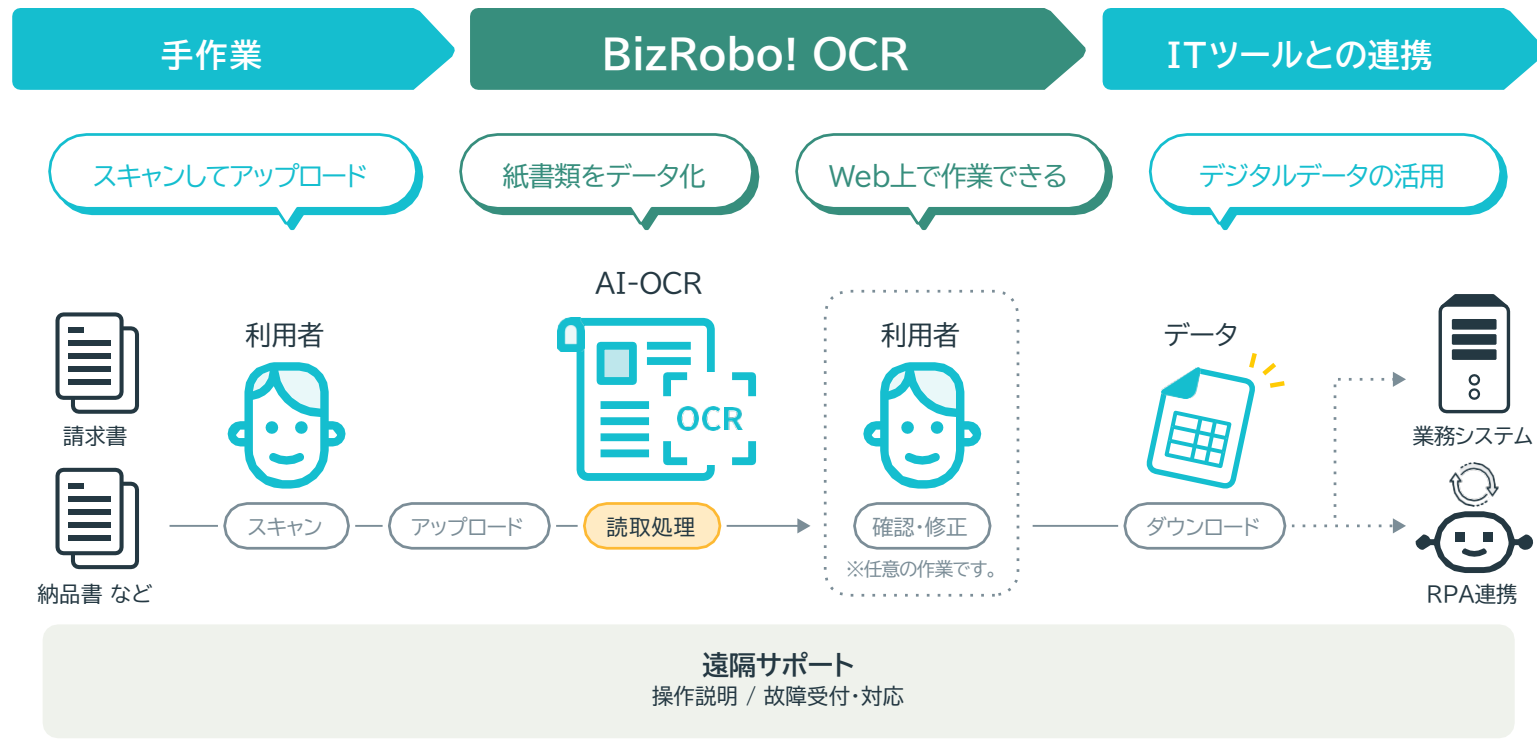 手作業
BizRobo! OCR
ITツールとの連携
スキャンしてアップロード
紙書類をデータ化
Web上で作業できる
デジタルデータの活用
請求書
納品書 など
利用者
スキャン
アップロード
AI-OCR
OCR
読取処理
利用者
確認・修正
※任意の作業です。
データ
ダウンロード
業務システム
RPA連携
遠隔サポート
操作説明 / 故障受付・対応